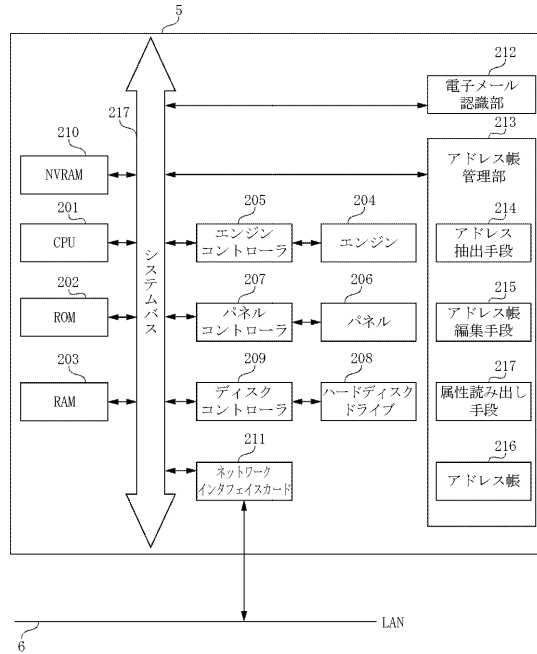 5
212
電子メール
認識部
217
213
アドレス帳
管理部
210
NVRAM
201
CPU
205
エンジン
コントローラ
204
エンジン
214
アドレス
抽出手段
システムバス
202
ROM
207
パネル
コントローラ
206
パネル
215
アドレス帳
編集手段
203
RAM
209
ディスク
コントローラ
208
ハードディスク
ドライブ
217
属性読み出し
手段
211
ネットワーク
インタフェイスカード
216
アドレス帳
LAN
6